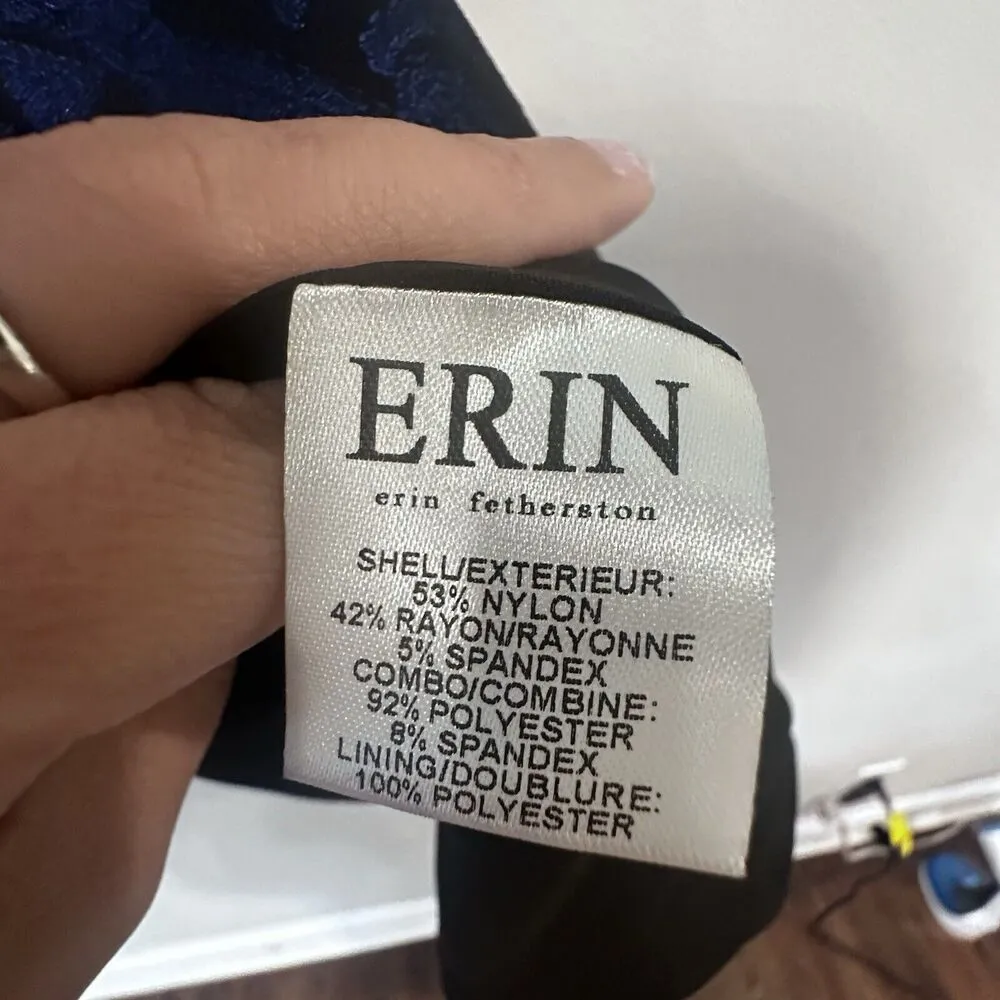 ERIN
erin fetherston
SHELL/EXTERIEUR:
53% NYLON
42% RAYON/RAYONNE
5% SPANDEX
COMBO/COMBINE:
92% POLYESTER
8% SPANDEX
LINING/DOUBLURE:
100% POLYESTER